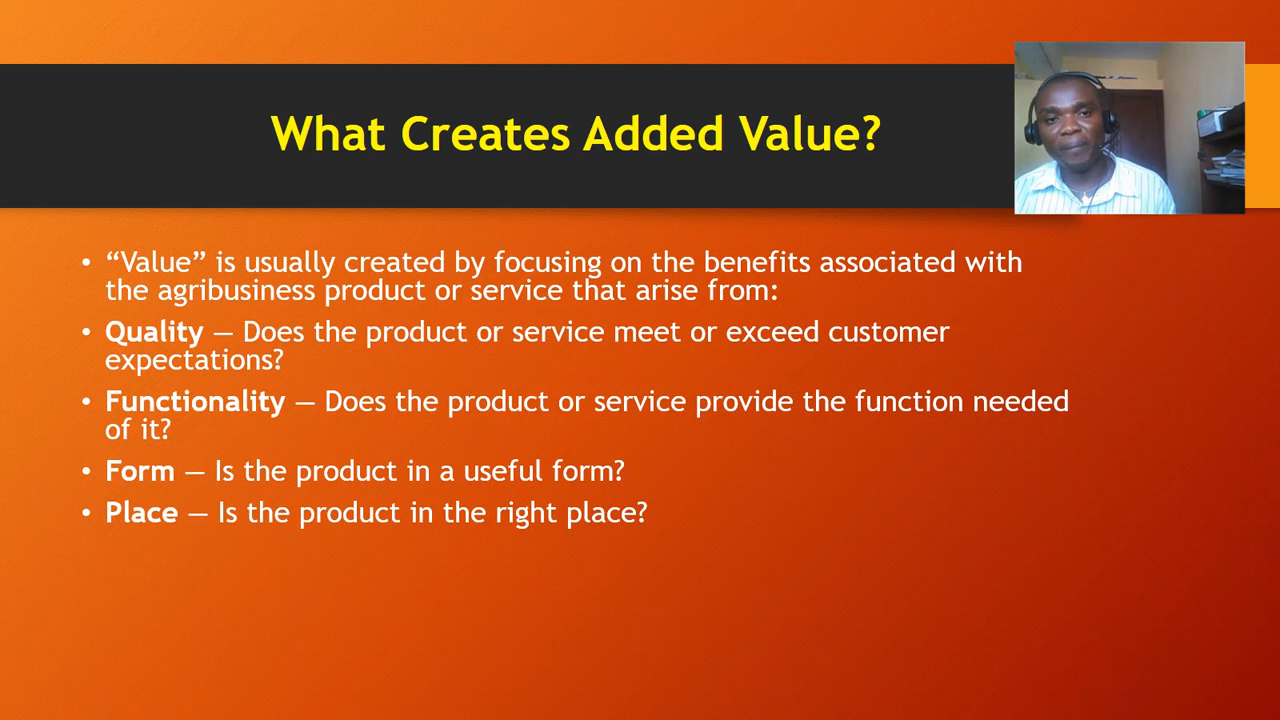 What Creates Added Value?
• “Value” is usually created by focusing on the benefits associated with
the agribusiness product or service that arise from:
• Quality — Does the product or service meet or exceed customer
expectations?
• Functionality — Does the product or service provide the function needed
of it?
• Form — Is the product in a useful form?
• Place — Is the product in the right place?